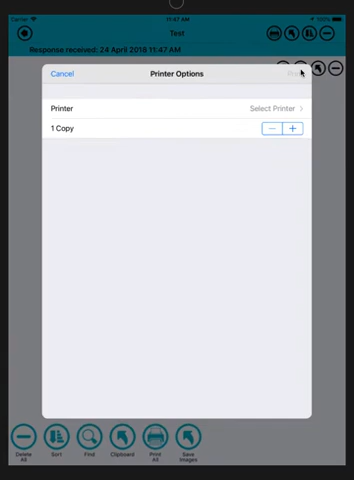 Carrier 11:47 AM 100%
Test
Response received: 24 April 2018 11:47 AM
Cancel Printer Options Print
Printer Select Printer
1 Copy
Delete All Sort Find Clipboard Print All Save Images